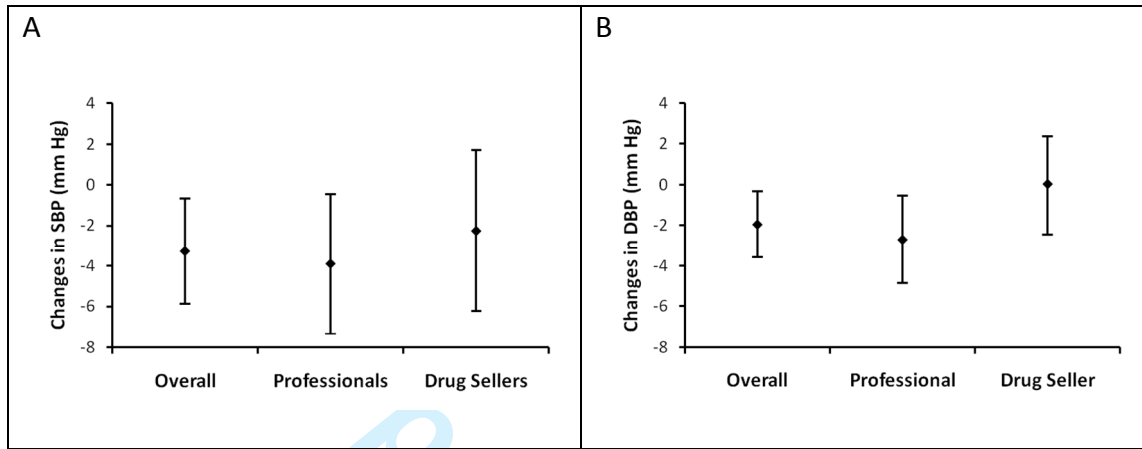 A
Changes in SBP (mm Hg)
4
2
0
-2
-4
-6
-8
Overall Professionals Drug Sellers
B
Changes in DBP (mm Hg)
4
2
0
-2
-4
-6
-8
Overall Professional Drug Seller